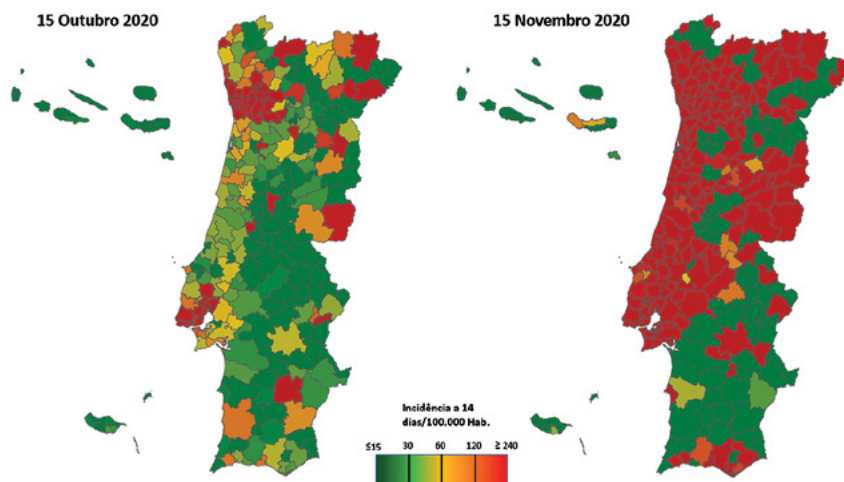 15 Outubro 2020
15 Novembro 2020
Incidência a 14
dias/100.000 Hab.
≤15 30 60 120 ≥ 240